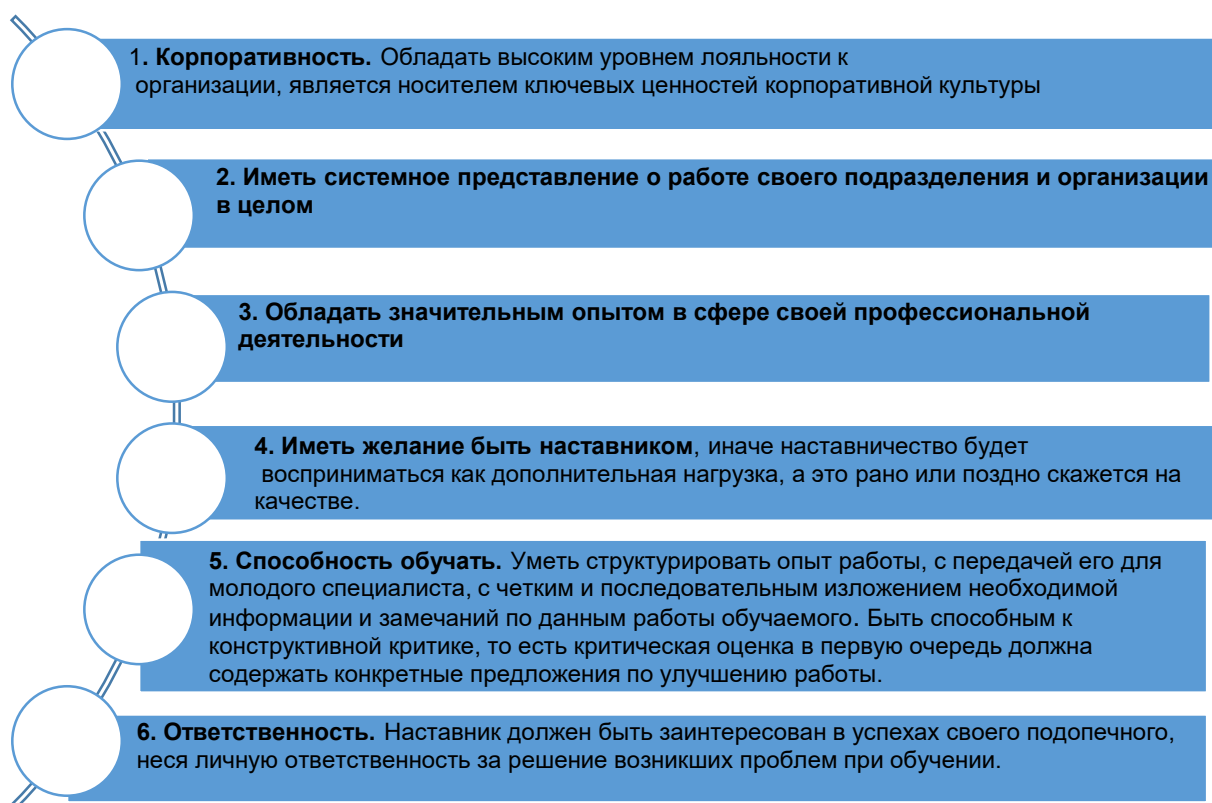 1. Корпоративность. Обладать высоким уровнем лояльности к
организации, является носителем ключевых ценностей корпоративной культуры
2. Иметь системное представление о работе своего подразделения и организации
в целом
3. Обладать значительным опытом в сфере своей профессиональной
деятельности
4. Иметь желание быть наставником, иначе наставничество будет
восприниматься как дополнительная нагрузка, а это рано или поздно скажется на
качестве.
5. Способность обучать. Уметь структурировать опыт работы, с передачей его для
молодого специалиста, с четким и последовательным изложением необходимой
информации и замечаний по данным работы обучаемого. Быть способным к
конструктивной критике, то есть критическая оценка в первую очередь должна
содержать конкретные предложения по улучшению работы.
6. Ответственность. Наставник должен быть заинтересован в успехах своего подопечного,
неся личную ответственность за решение возникших проблем при обучении.